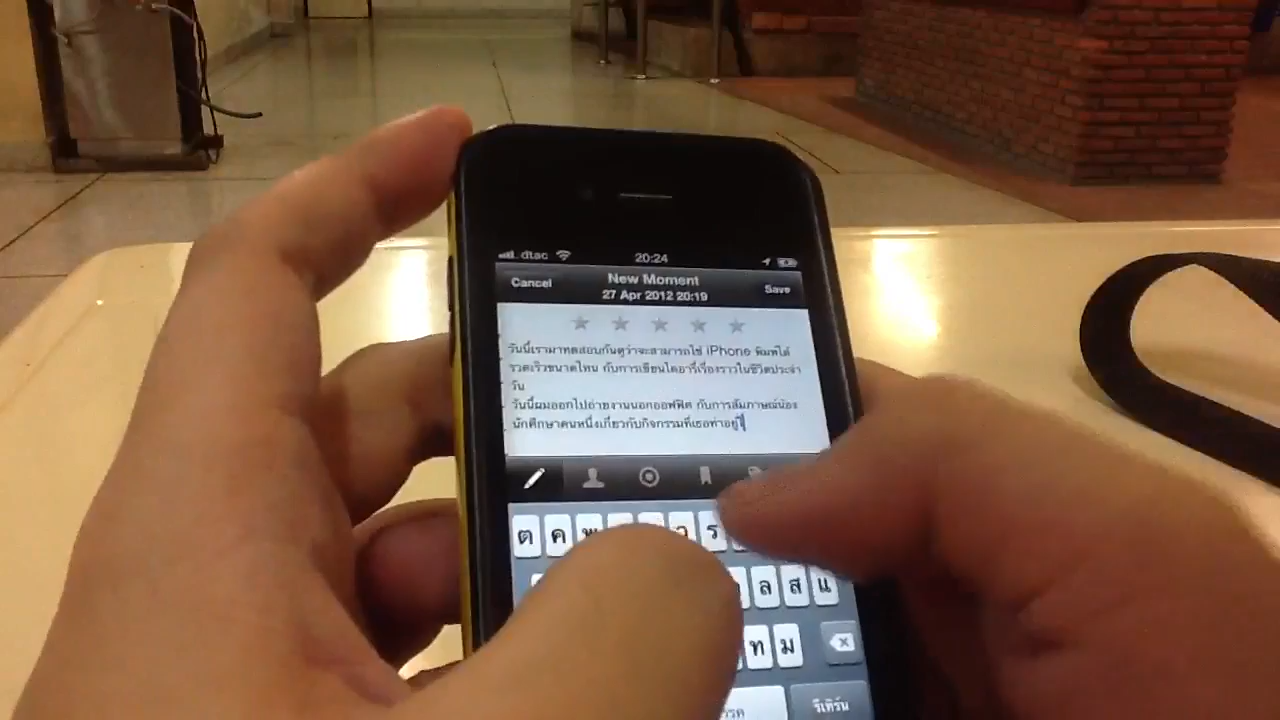 dtac 20:24
Cancel New Moment Save
27 Apr 2012 20:19
วันนี้เรามาทดสอบกันดูว่าจะสามารถใช้ iPhone พิมพ์ได้
รวดเร็วขนาดไหน กับการเขียนไดอารี่เรื่องราวในชีวิตประจำ
วัน
วันนี้ผมออกไปถ่ายงานนอกออฟฟิต กับการสัมภาษณ์น้อง
นักศึกษาคนหนึ่งเกี่ยวกับกิจกรรมที่เธอทำอยู่
ต ค พ ร
ล ส แ
ท ม
รีเทิร์น